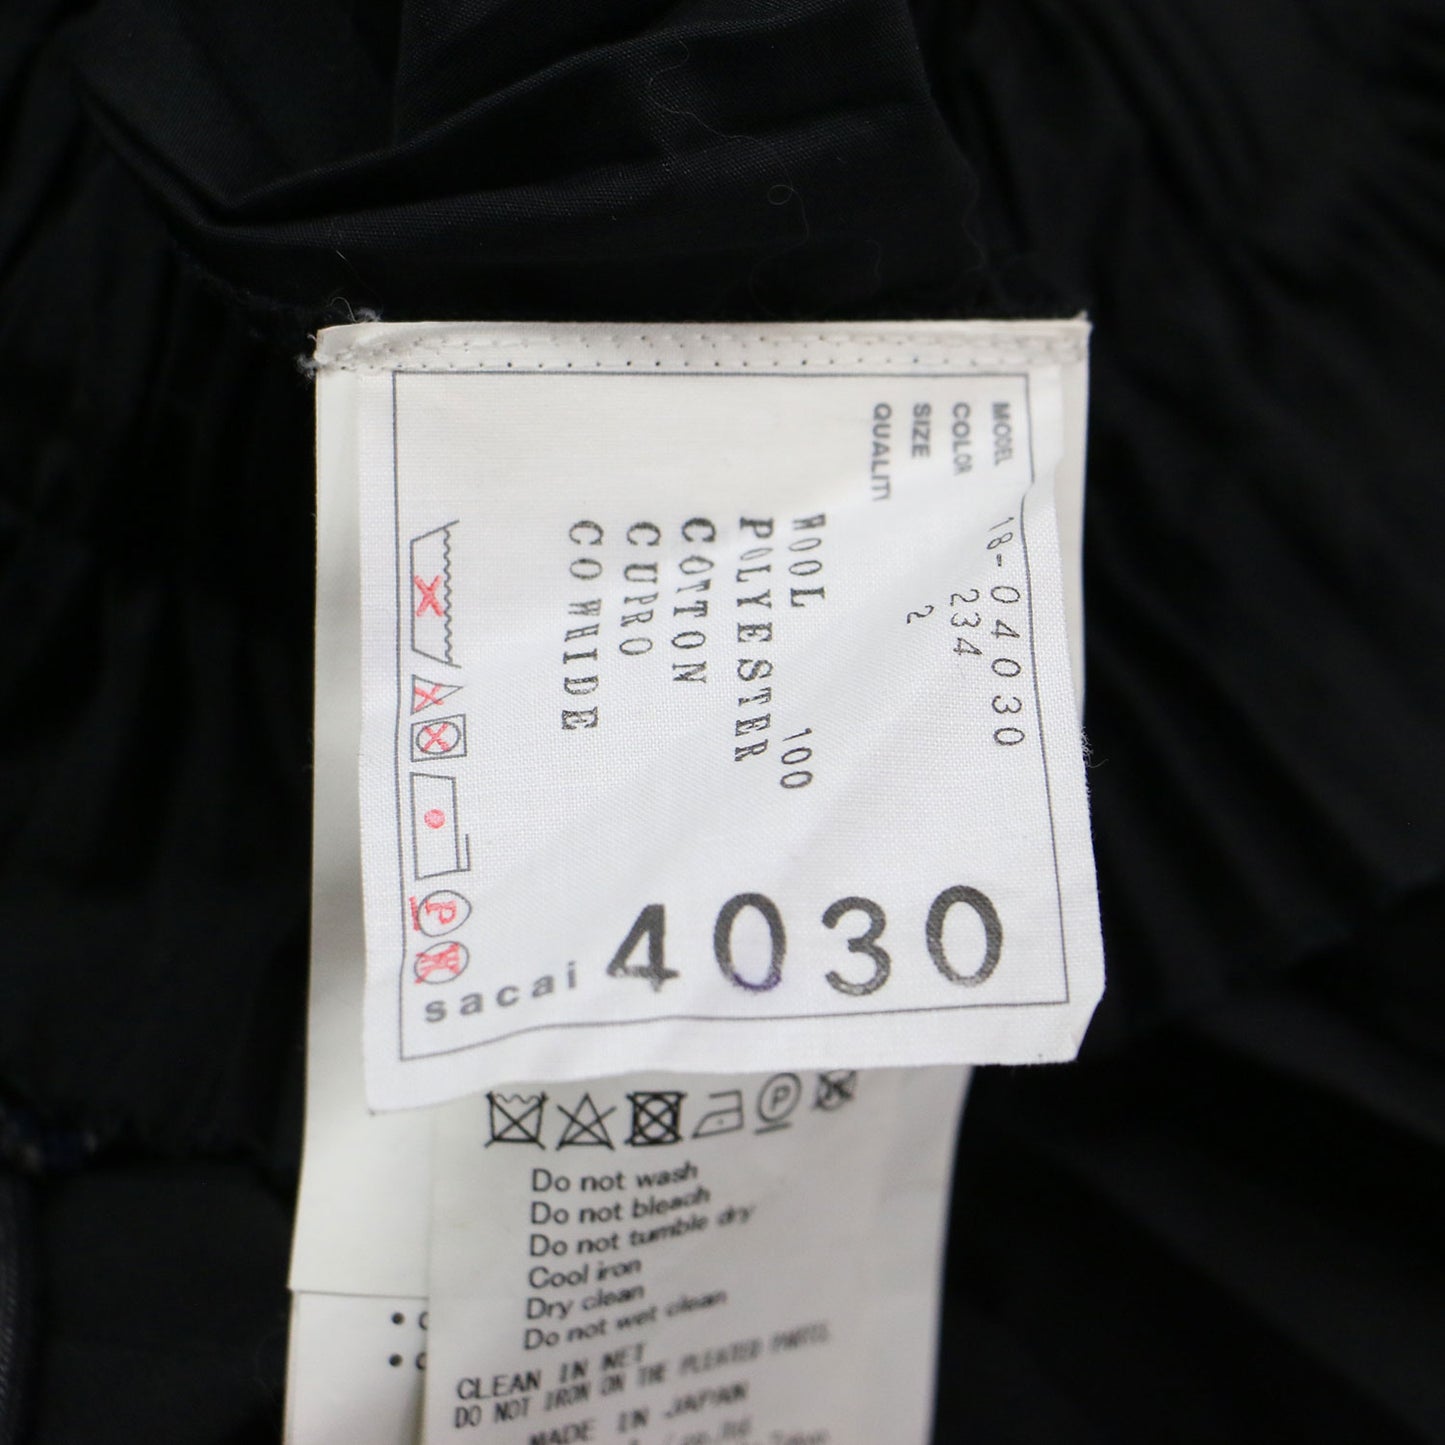 MODEL 18-04030
COLOR 234
SIZE 2
QUALITY
WOOL 100
POLYESTER
COTTON
CUPRO
COWHIDE
P
sacai 4030
P
Do not wash
Do not bleach
Do not tumble dry
Cool iron
Dry clean
Do not wet clean
CLEAN IN NET
DO NOT IRON ON THE PLEATED PARTS
MADE IN JAPAN